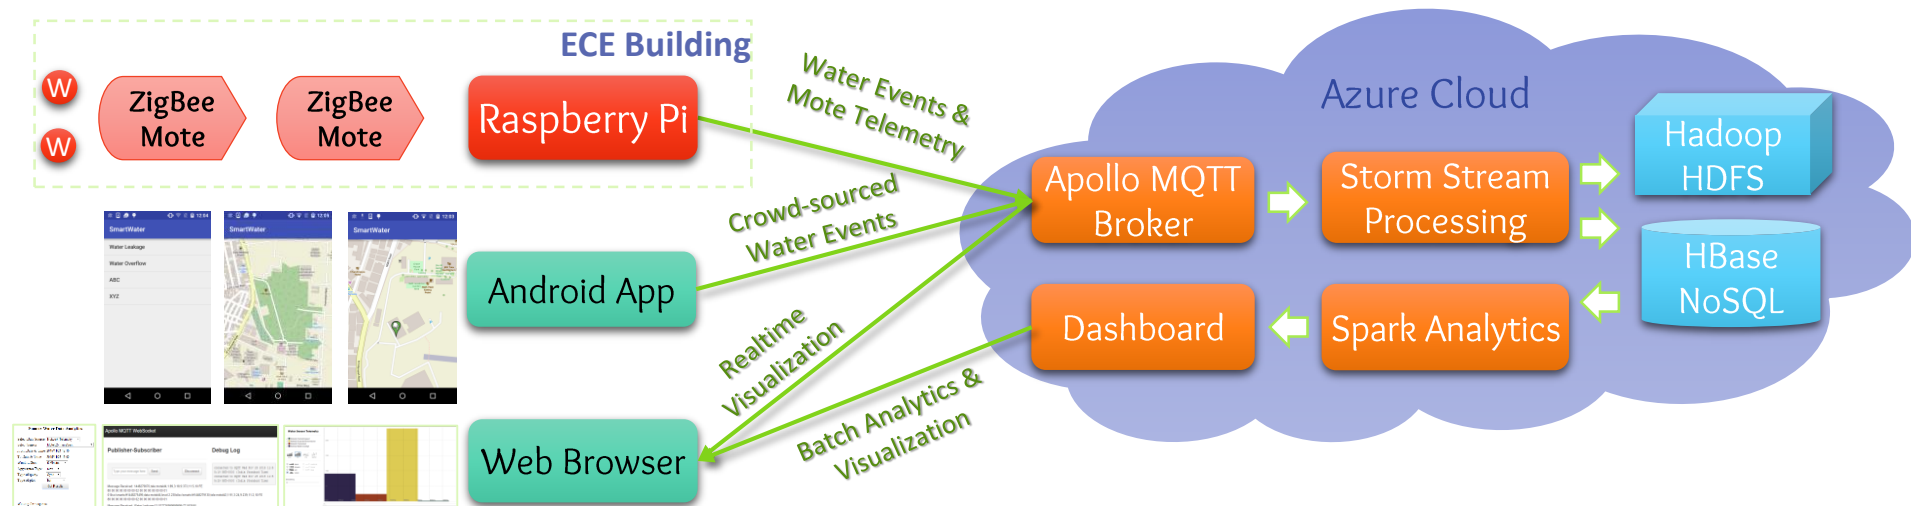 ECE Building
W
W
ZigBee
Mote
ZigBee
Mote
Raspberry Pi
Water Events &
Mote Telemetry
Azure Cloud
Hadoop
HDFS
Apollo MQTT
Broker
Storm Stream
Processing
HBase
NoSQL
Crowd-sourced
Water Events
SmartWater
Water Leakage
Water Overflow
ABC
XYZ
SmartWater
SmartWater
Android App
Dashboard
Spark Analytics
Realtime
Visualization
Batch Analytics &
Visualization
Web Browser
Apollo MQTT WebSocket
Publisher-Subscriber
Debug Log